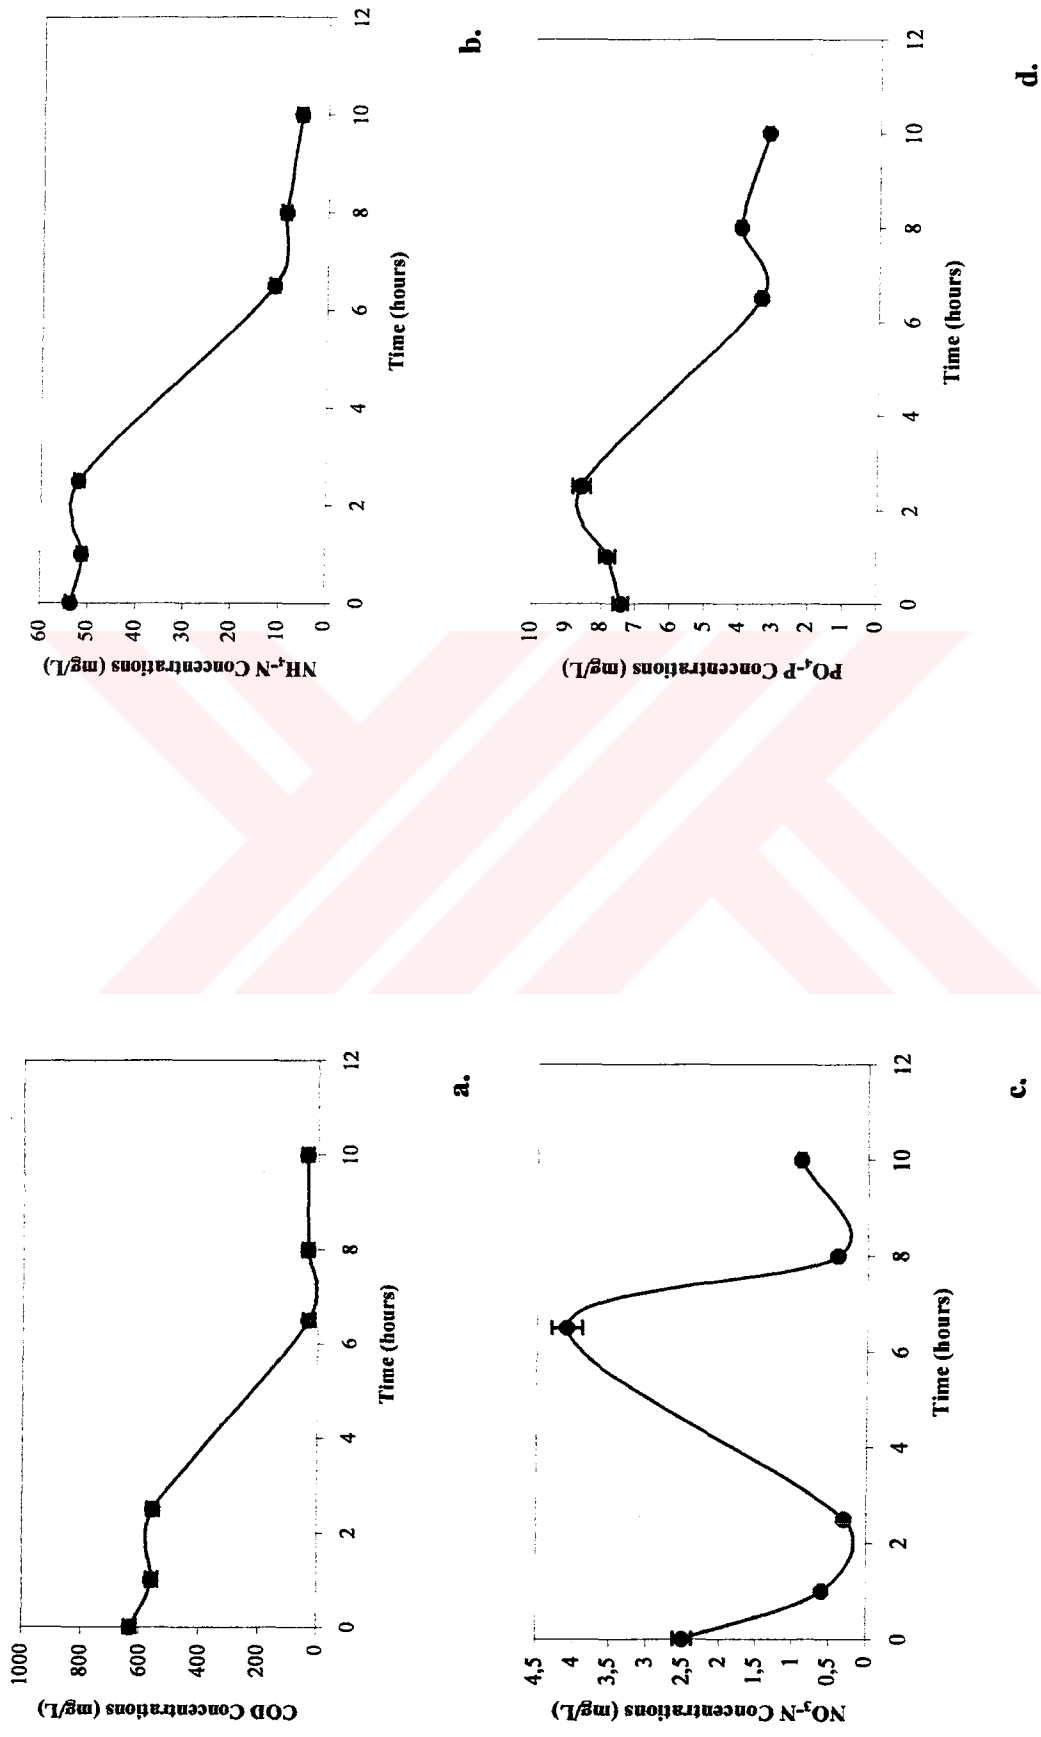 COD Concentrations (mg/L)
1000
800
600
400
200
0
0 2 4 6 8 10 12
Time (hours)
a.
NH₄-N Concentrations (mg/L)
60
50
40
30
20
10
0
0 2 4 6 8 10 12
Time (hours)
b.
NO₃-N Concentrations (mg/L)
4,5
4
3,5
3
2,5
2
1,5
1
0,5
0
0 2 4 6 8 10 12
Time (hours)
c.
PO₄-P Concentrations (mg/L)
10
9
8
7
6
5
4
3
2
1
0
0 2 4 6 8 10 12
Time (hours)
d.